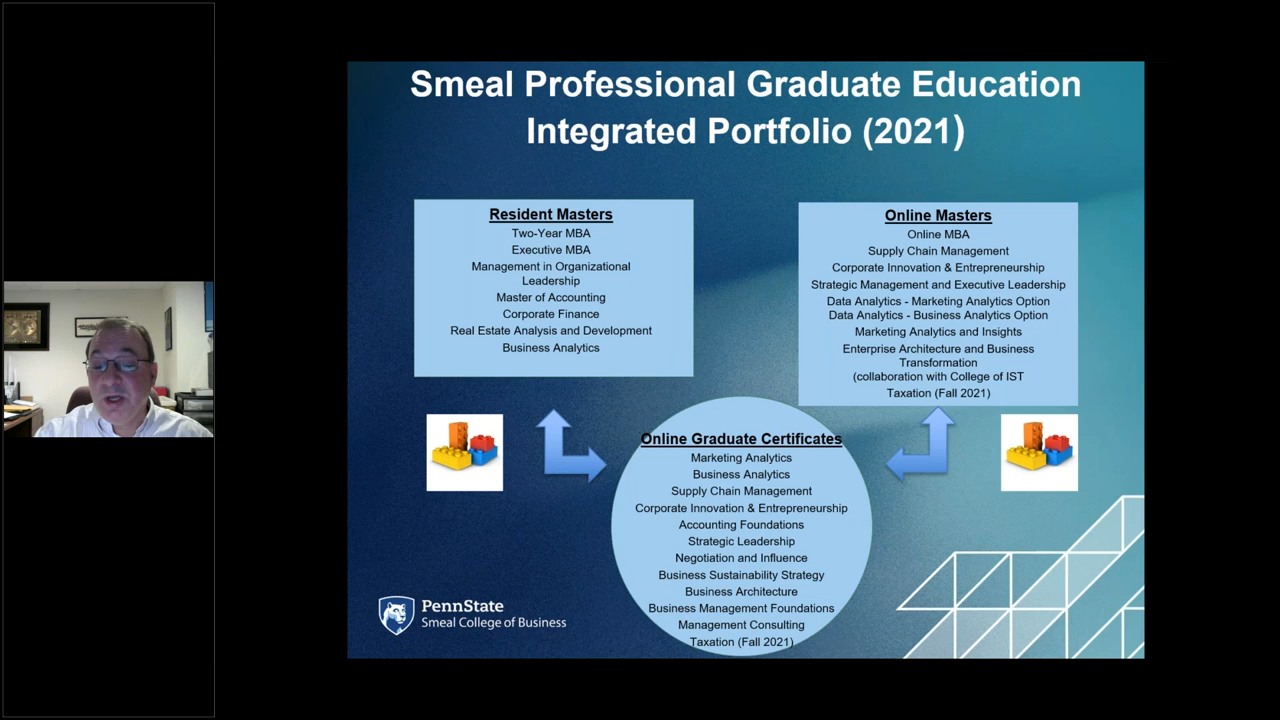 Smeal Professional Graduate Education
Integrated Portfolio (2021)
Resident Masters
Two-Year MBA
Executive MBA
Management in Organizational
Leadership
Master of Accounting
Corporate Finance
Real Estate Analysis and Development
Business Analytics
Online Masters
Online MBA
Supply Chain Management
Corporate Innovation & Entrepreneurship
Strategic Management and Executive Leadership
Data Analytics - Marketing Analytics Option
Data Analytics - Business Analytics Option
Marketing Analytics and Insights
Enterprise Architecture and Business
Transformation
(collaboration with College of IST
Taxation (Fall 2021)
Online Graduate Certificates
Marketing Analytics
Business Analytics
Supply Chain Management
Corporate Innovation & Entrepreneurship
Accounting Foundations
Strategic Leadership
Negotiation and Influence
Business Sustainability Strategy
Business Architecture
Business Management Foundations
Management Consulting
Taxation (Fall 2021)
PennState
Smeal College of Business